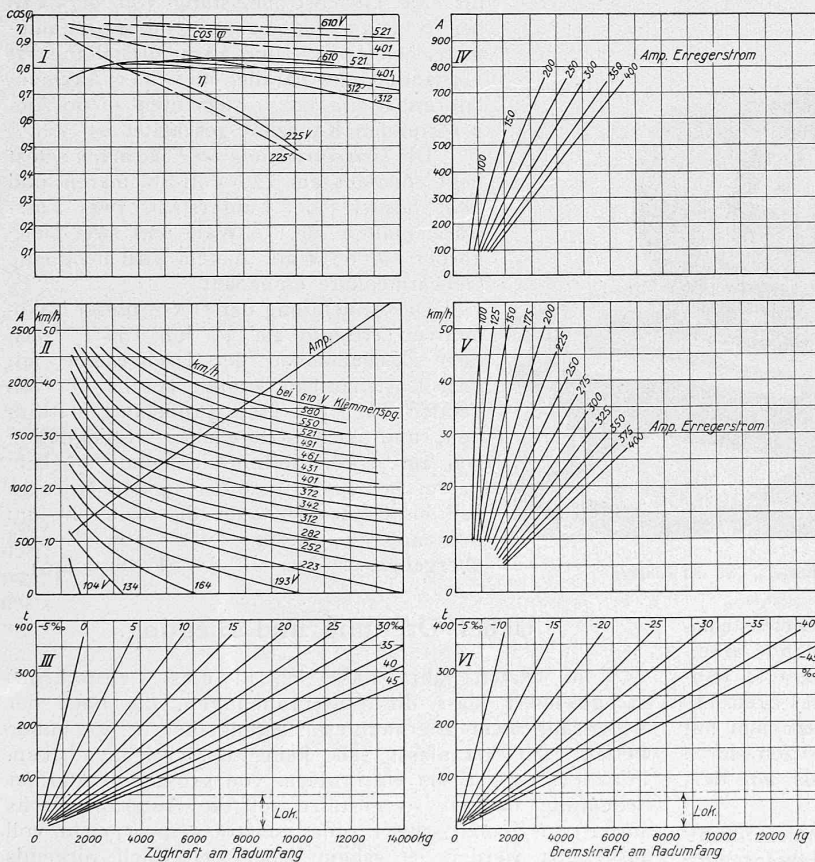 cos φ
η
0,9
0,8
0,7
0,6
0,5
0,4
0,3
0,2
0,1
I
cos φ
η
610 V
521
401
610
521
401
312
312
225 V
225
A
900
800
700
600
500
400
300
200
100
0
IV
100
150
200
250
300
350
400
Amp. Erregerstrom
A km/h
2500 50
2000 40
1500 30
1000 20
500 10
0 0
II
km/h
Amp.
bei 610 V Klemmenspg.
580
550
521
491
461
431
401
372
342
312
282
252
223
104 V 134 164 193 V
km/h
50
40
30
20
10
0
V
100
125
150
175
200
225
250
275
300
325
350
375
400
Amp. Erregerstrom
t
400
300
200
100
0
III
-5‰ 0 5 10 15 20 25 30‰
35
40
45
Lok.
0 2000 4000 6000 8000 10000 12000 14000 kg
Zugkraft am Radumfang
t
400
300
200
100
0
VI
-5‰ -10 -15 -20 -25 -30 -35 -40
-45
‰
Lok.
0 2000 4000 6000 8000 10000 12000 kg
Bremskraft am Radumfang